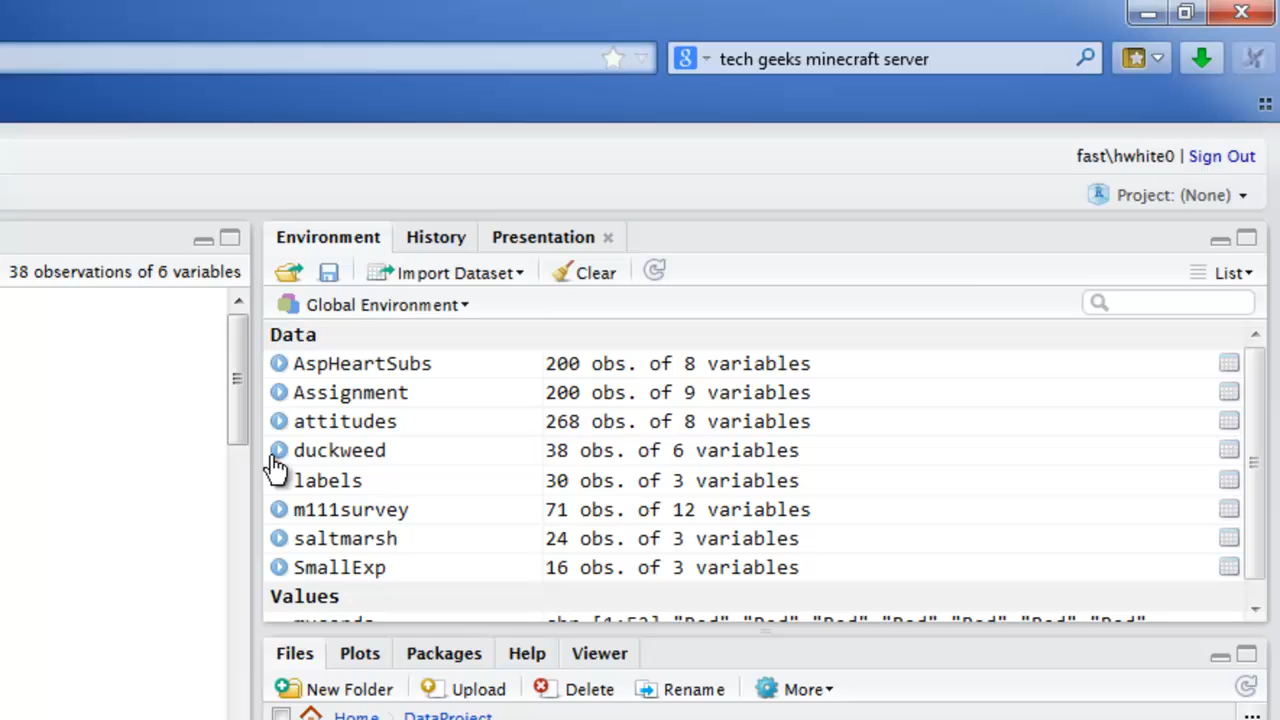 tech geeks minecraft server
fast\hwhite0 | Sign Out
Project: (None)
Environment History Presentation
38 observations of 6 variables
Import Dataset Clear List
Global Environment
Data
AspHeartSubs 200 obs. of 8 variables
Assignment 200 obs. of 9 variables
attitudes 268 obs. of 8 variables
duckweed 38 obs. of 6 variables
labels 30 obs. of 3 variables
m111survey 71 obs. of 12 variables
saltmarsh 24 obs. of 3 variables
SmallExp 16 obs. of 3 variables
Values
Files Plots Packages Help Viewer
New Folder Upload Delete Rename More
Home DataProject